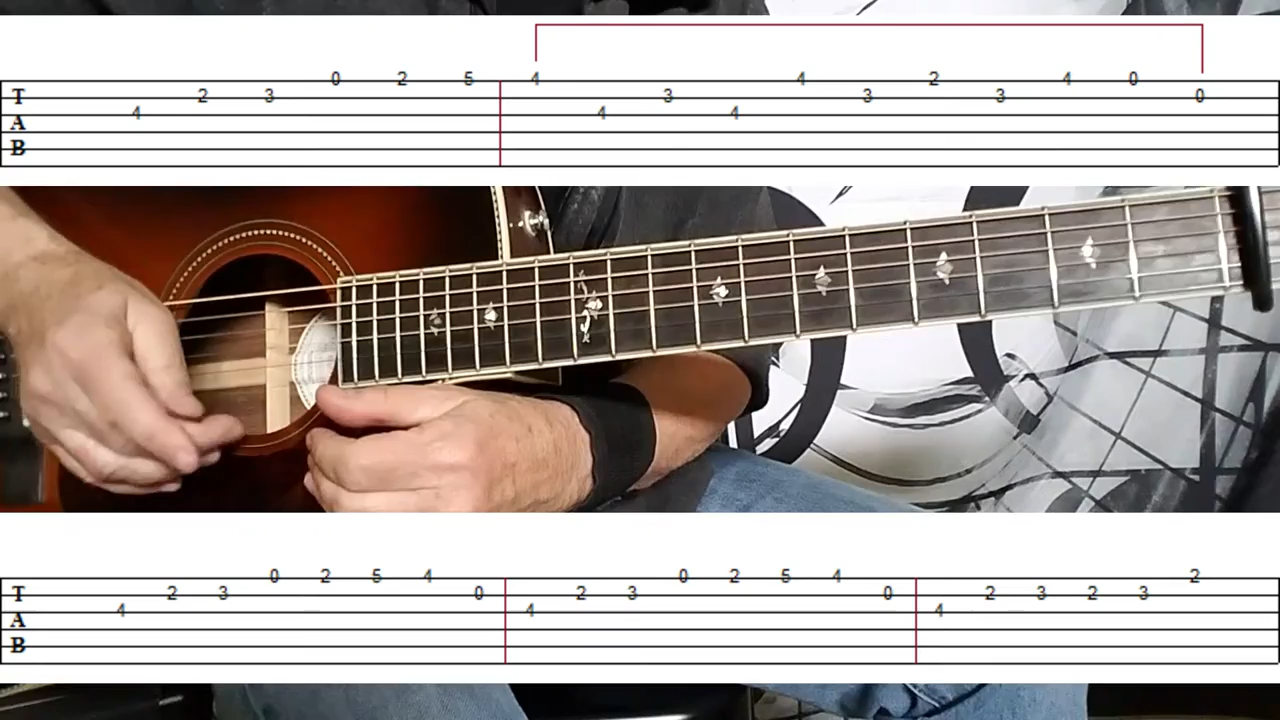 0 2 5 4 4 2 4 0
T 2 3 3 3 3 0
A 4 4 4
B
0 2 5 4 0 2 5 4 2
T 2 3 0 2 3 0 2 3 2 3
A 4 4 4
B